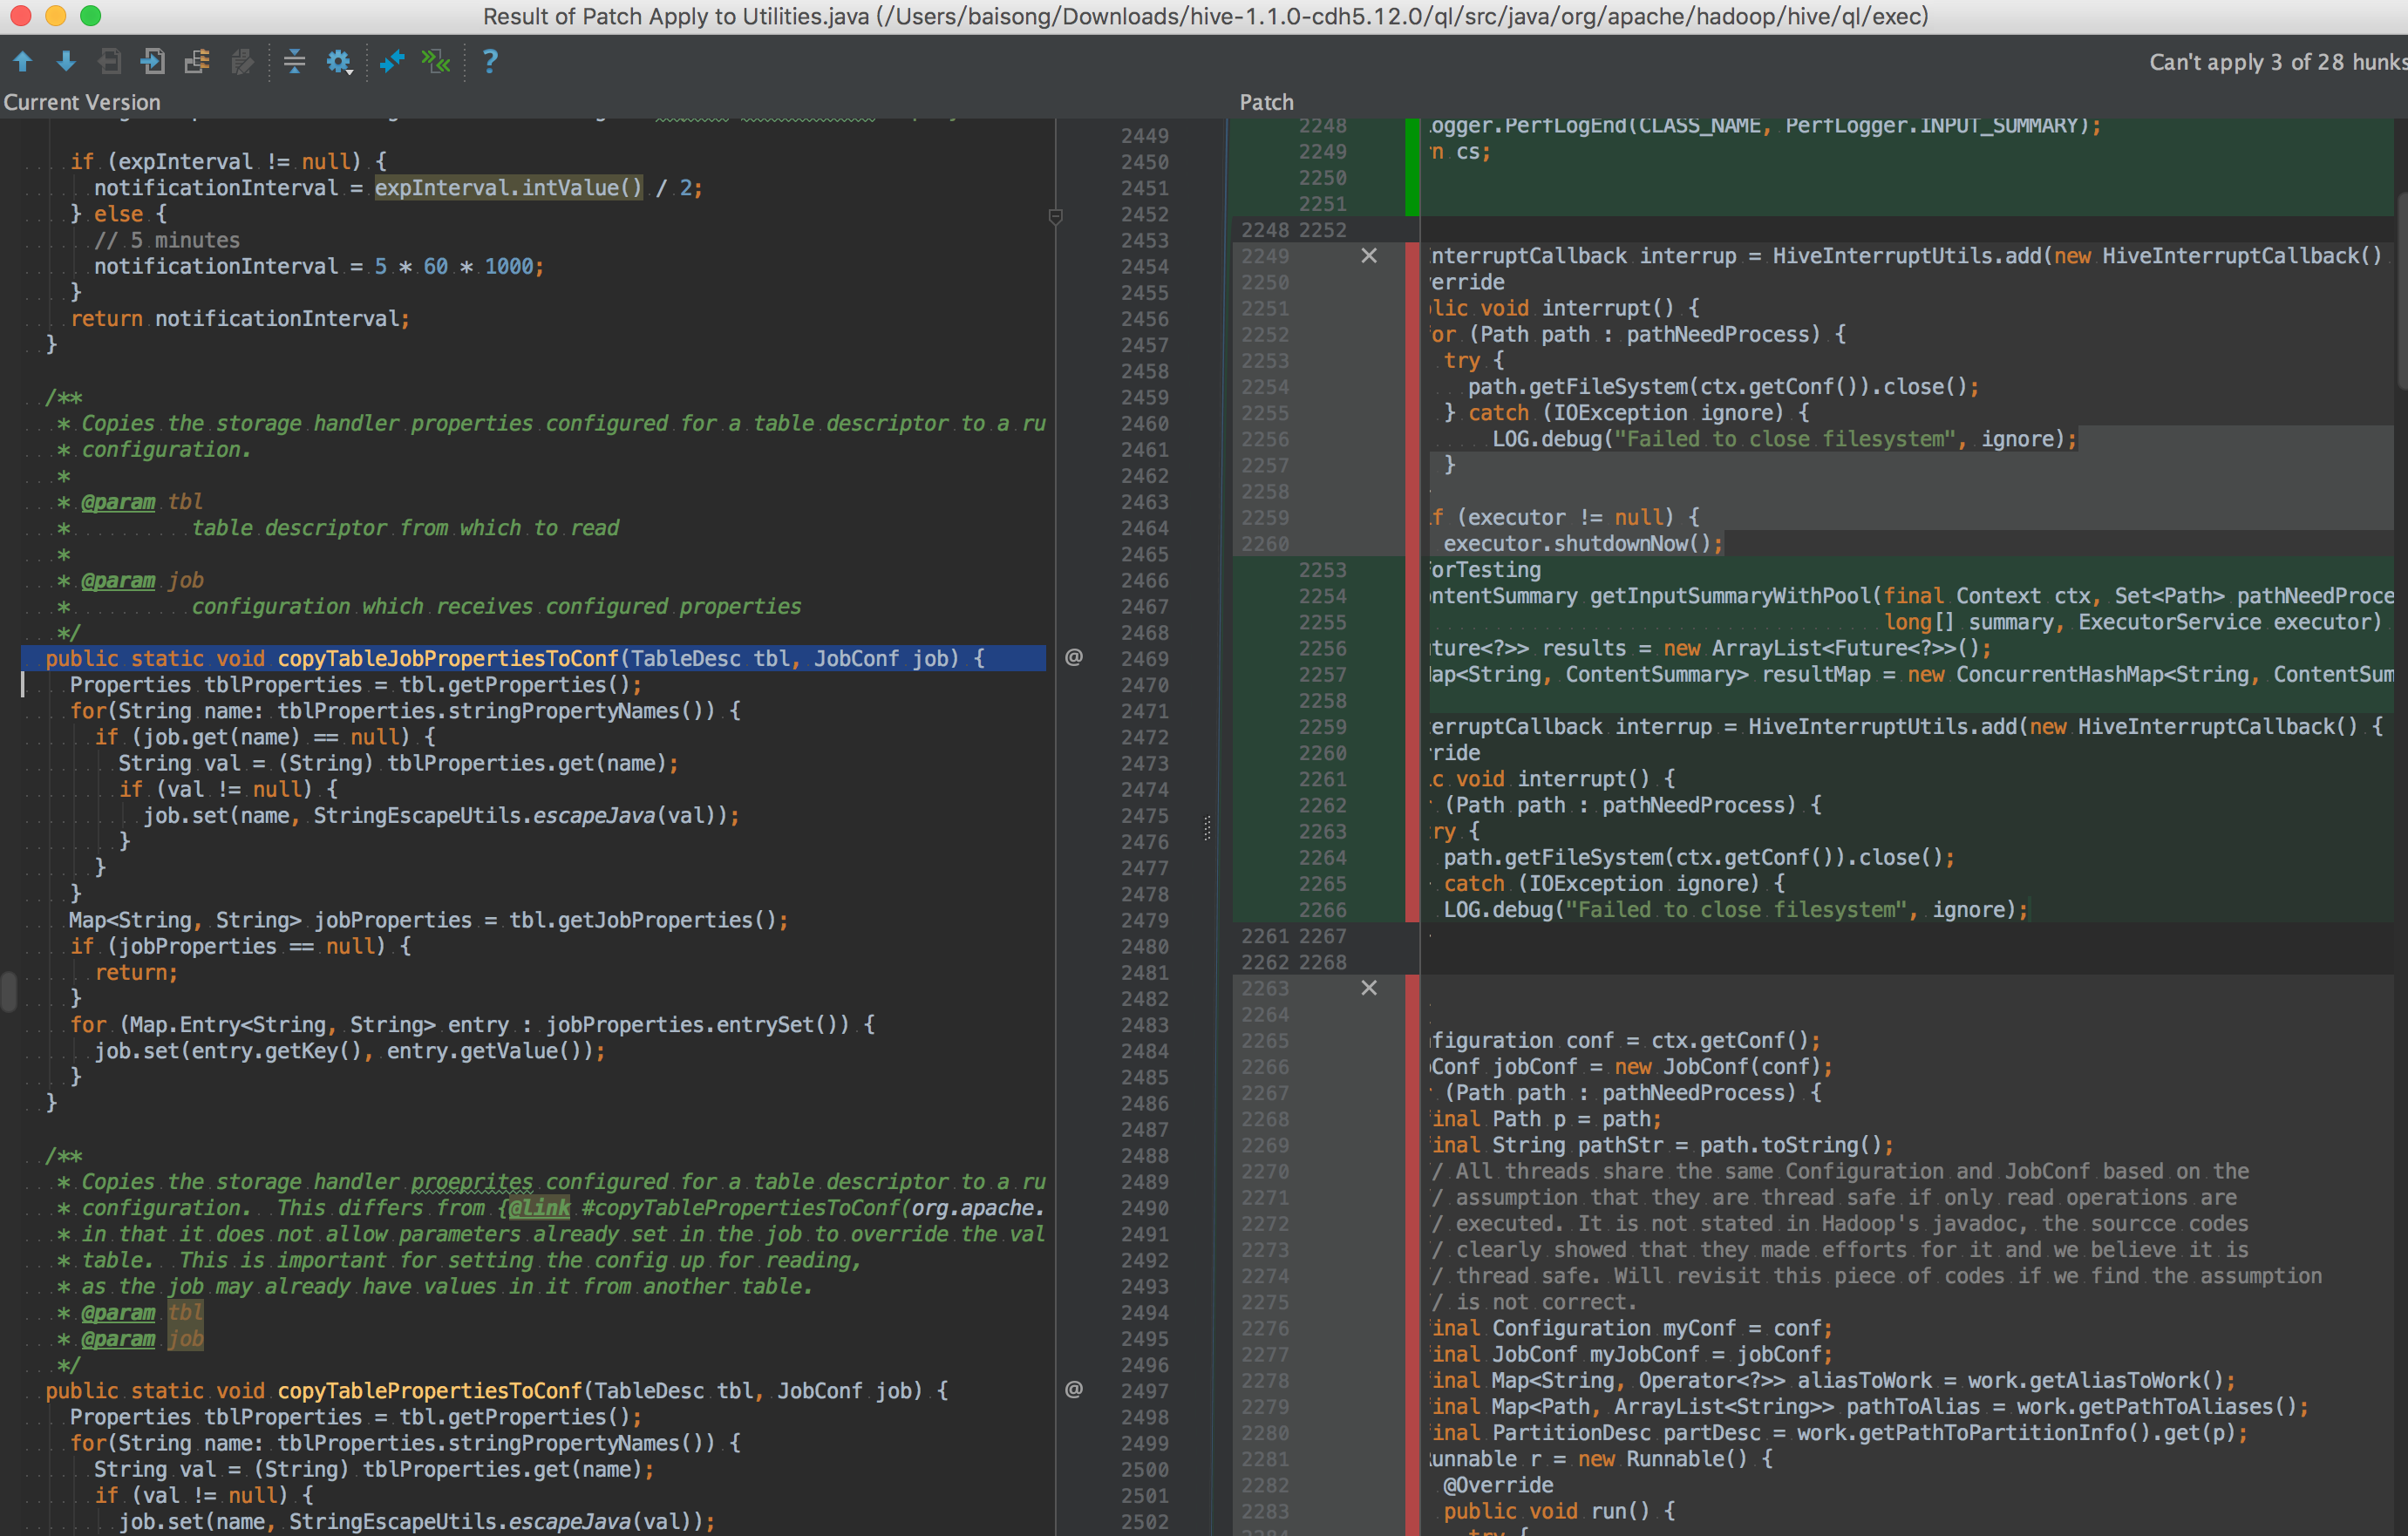 Result of Patch Apply to Utilities.java (/Users/baisong/Downloads/hive-1.1.0-cdh5.12.0/ql/src/java/org/apache/hadoop/hive/ql/exec)
Can't apply 3 of 28 hunks
Current Version
2449
if (expInterval != null) { 2450
notificationInterval = expInterval.intValue() / 2; 2451
} else { 2452
// 5 minutes 2453
notificationInterval = 5 * 60 * 1000; 2454
} 2455
return notificationInterval; 2456
} 2457
2458
/** 2459
* Copies the storage handler properties configured for a table descriptor to a ru 2460
* configuration. 2461
* 2462
* @param tbl 2463
* table descriptor from which to read 2464
* 2465
* @param job 2466
* configuration which receives configured properties 2467
*/ 2468
public static void copyTableJobPropertiesToConf(TableDesc tbl, JobConf job) { @ 2469
Properties tblProperties = tbl.getProperties(); 2470
for(String name: tblProperties.stringPropertyNames()) { 2471
if (job.get(name) == null) { 2472
String val = (String) tblProperties.get(name); 2473
if (val != null) { 2474
job.set(name, StringEscapeUtils.escapeJava(val)); 2475
} 2476
} 2477
} 2478
Map<String, String> jobProperties = tbl.getJobProperties(); 2479
if (jobProperties == null) { 2480
return; 2481
} 2482
for (Map.Entry<String, String> entry : jobProperties.entrySet()) { 2483
job.set(entry.getKey(), entry.getValue()); 2484
} 2485
} 2486
2487
/** 2488
* Copies the storage handler proeprites configured for a table descriptor to a ru 2489
* configuration. This differs from {@link #copyTablePropertiesToConf(org.apache. 2490
* in that it does not allow parameters already set in the job to override the val 2491
* table. This is important for setting the config up for reading, 2492
* as the job may already have values in it from another table. 2493
* @param tbl 2494
* @param job 2495
*/ 2496
public static void copyTablePropertiesToConf(TableDesc tbl, JobConf job) { @ 2497
Properties tblProperties = tbl.getProperties(); 2498
for(String name: tblProperties.stringPropertyNames()) { 2499
String val = (String) tblProperties.get(name); 2500
if (val != null) { 2501
job.set(name, StringEscapeUtils.escapeJava(val)); 2502
Patch
2248 ogger.PerfLogEnd(CLASS_NAME, PerfLogger.INPUT_SUMMARY);
2249 n cs;
2250
2251
2248 2252
2249 nterruptCallback interrup = HiveInterruptUtils.add(new HiveInterruptCallback()
2250 erride
2251 lic void interrupt() {
2252 or (Path path : pathNeedProcess) {
2253 try {
2254 path.getFileSystem(ctx.getConf()).close();
2255 } catch (IOException ignore) {
2256 LOG.debug("Failed to close filesystem", ignore);
2257 }
2258
2259 f (executor != null) {
2260 executor.shutdownNow();
2253 orTesting
2254 ntentSummary getInputSummaryWithPool(final Context ctx, Set<Path> pathNeedProce
2255 long[] summary, ExecutorService executor)
2256 ture<?>> results = new ArrayList<Future<?>>();
2257 ap<String, ContentSummary> resultMap = new ConcurrentHashMap<String, ContentSum
2258
2259 erruptCallback interrup = HiveInterruptUtils.add(new HiveInterruptCallback() {
2260 ride
2261 c void interrupt() {
2262 (Path path : pathNeedProcess) {
2263 ry {
2264 path.getFileSystem(ctx.getConf()).close();
2265 catch (IOException ignore) {
2266 LOG.debug("Failed to close filesystem", ignore);
2261 2267
2262 2268
2263
2264
2265 figuration conf = ctx.getConf();
2266 Conf jobConf = new JobConf(conf);
2267 (Path path : pathNeedProcess) {
2268 inal Path p = path;
2269 inal String pathStr = path.toString();
2270 / All threads share the same Configuration and JobConf based on the
2271 / assumption that they are thread safe if only read operations are
2272 / executed. It is not stated in Hadoop's javadoc, the sourcce codes
2273 / clearly showed that they made efforts for it and we believe it is
2274 / thread safe. Will revisit this piece of codes if we find the assumption
2275 / is not correct.
2276 inal Configuration myConf = conf;
2277 inal JobConf myJobConf = jobConf;
2278 inal Map<String, Operator<?>> aliasToWork = work.getAliasToWork();
2279 inal Map<Path, ArrayList<String>> pathToAlias = work.getPathToAliases();
2280 inal PartitionDesc partDesc = work.getPathToPartitionInfo().get(p);
2281 unnable r = new Runnable() {
2282 @Override
2283 public void run() {
try {